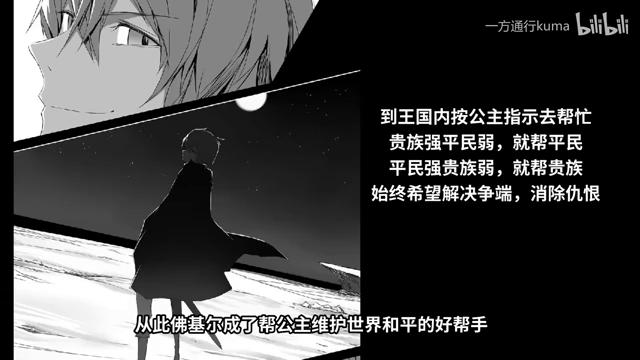 一方通行kuma bilibili
到王国内按公主指示去帮忙
贵族强平民弱，就帮平民
平民强贵族弱，就帮贵族
始终希望解决争端，消除仇恨
从此佛基尔成了帮公主维护世界和平的好帮手